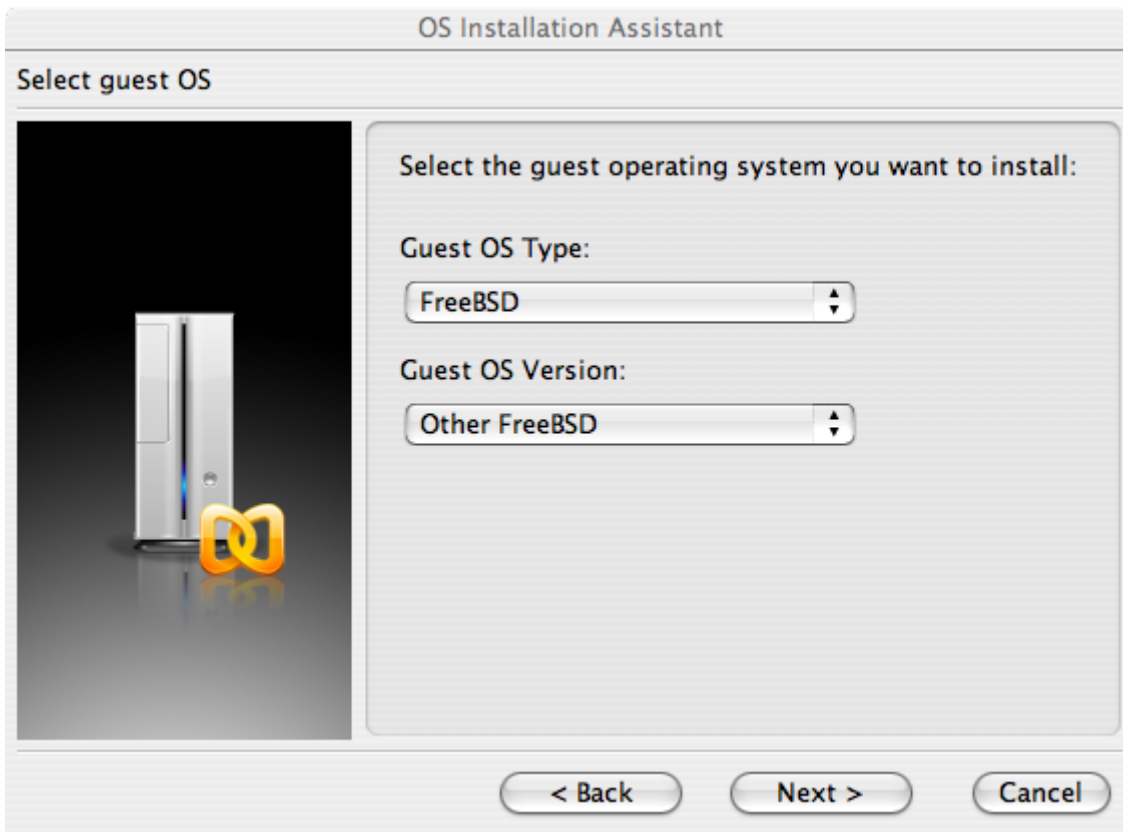 OS Installation Assistant
Select guest OS
Select the guest operating system you want to install:
Guest OS Type:
FreeBSD
Guest OS Version:
Other FreeBSD
< Back Next > Cancel